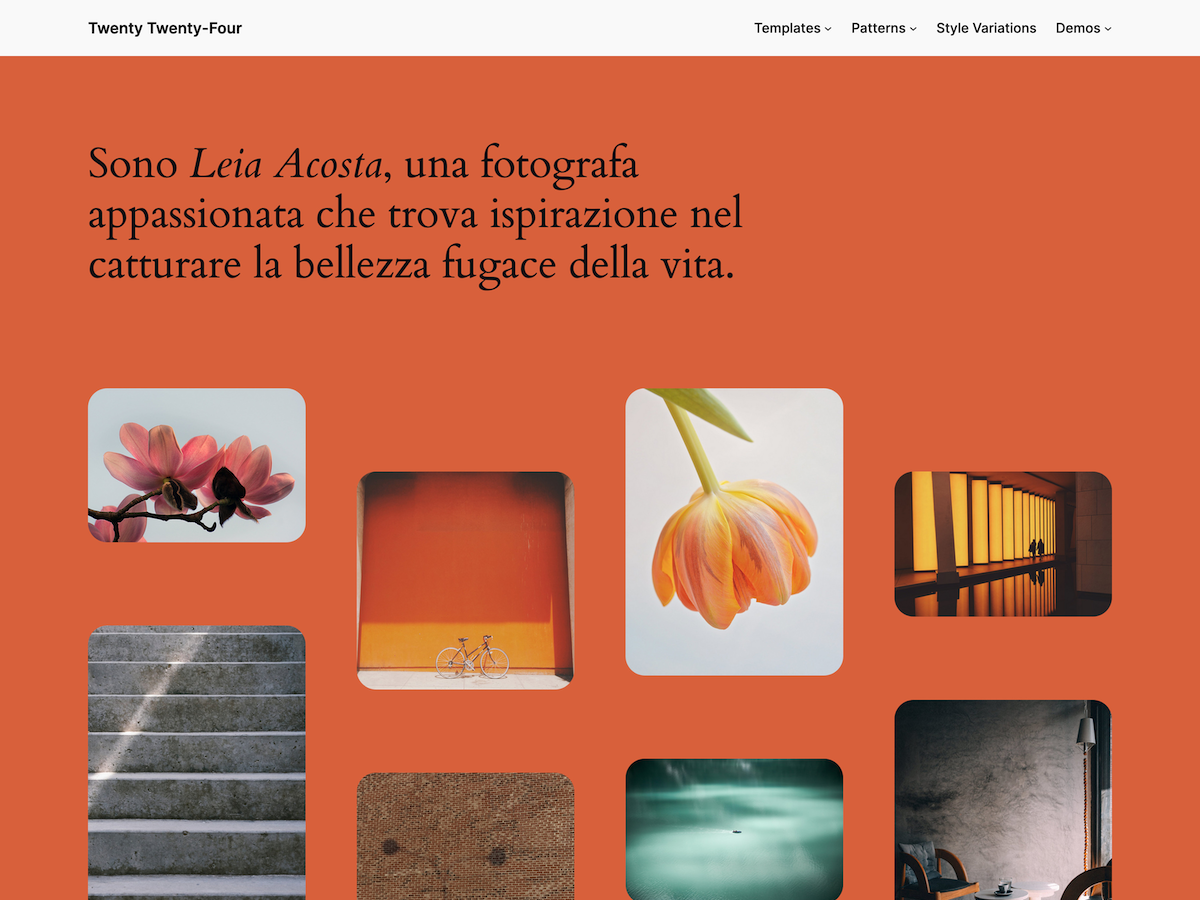 Twenty Twenty-Four
Templates
Patterns
Style Variations
Demos
Sono Leia Acosta, una fotografa
appassionata che trova ispirazione nel
catturare la bellezza fugace della vita.